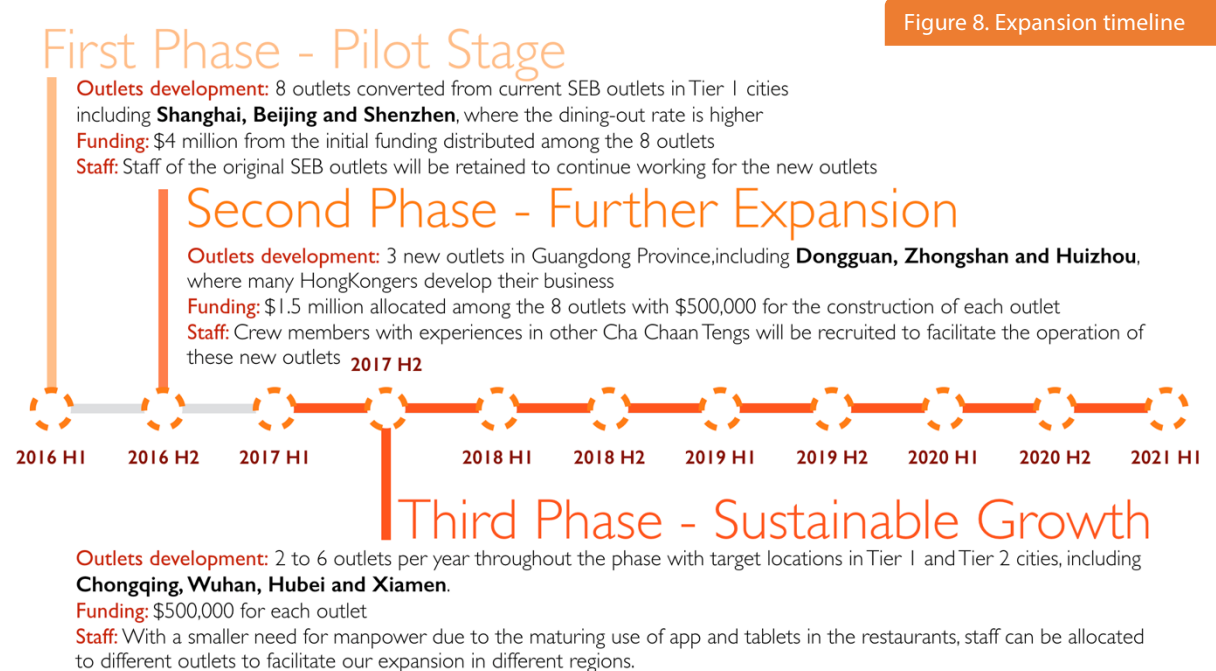 Figure 8. Expansion timeline
First Phase - Pilot Stage
Outlets development: 8 outlets converted from current SEB outlets in Tier 1 cities
including Shanghai, Beijing and Shenzhen, where the dining-out rate is higher
Funding: $4 million from the initial funding distributed among the 8 outlets
Staff: Staff of the original SEB outlets will be retained to continue working for the new outlets
Second Phase - Further Expansion
Outlets development: 3 new outlets in Guangdong Province,including Dongguan, Zhongshan and Huizhou,
where many HongKongers develop their business
Funding: $1.5 million allocated among the 8 outlets with $500,000 for the construction of each outlet
Staff: Crew members with experiences in other Cha Chaan Tengs will be recruited to facilitate the operation of
these new outlets
2017 H2
2016 H1 2016 H2 2017 H1 2018 H1 2018 H2 2019 H1 2019 H2 2020 H1 2020 H2 2021 H1
Third Phase - Sustainable Growth
Outlets development: 2 to 6 outlets per year throughout the phase with target locations in Tier 1 and Tier 2 cities, including
Chongqing, Wuhan, Hubei and Xiamen.
Funding: $500,000 for each outlet
Staff: With a smaller need for manpower due to the maturing use of app and tablets in the restaurants, staff can be allocated
to different outlets to facilitate our expansion in different regions.